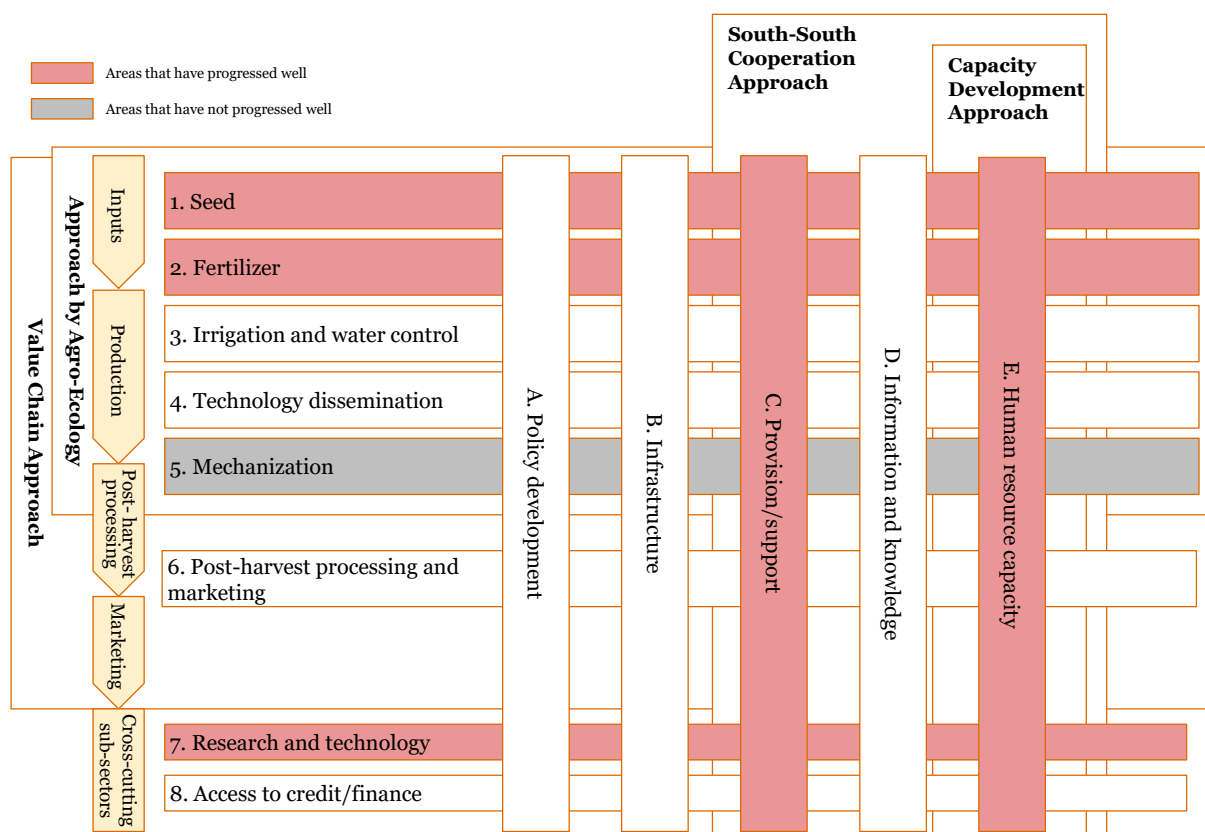 South-South
Cooperation
Approach
Capacity
Development
Approach
Areas that have progressed well
Areas that have not progressed well
Value Chain Approach
Approach by Agro-Ecology
Inputs
Production
Post- harvest
processing
Marketing
Cross-cutting
sub-sectors
1. Seed
2. Fertilizer
3. Irrigation and water control
4. Technology dissemination
5. Mechanization
6. Post-harvest processing and
marketing
7. Research and technology
8. Access to credit/finance
A. Policy development
B. Infrastructure
C. Provision/support
D. Information and knowledge
E. Human resource capacity